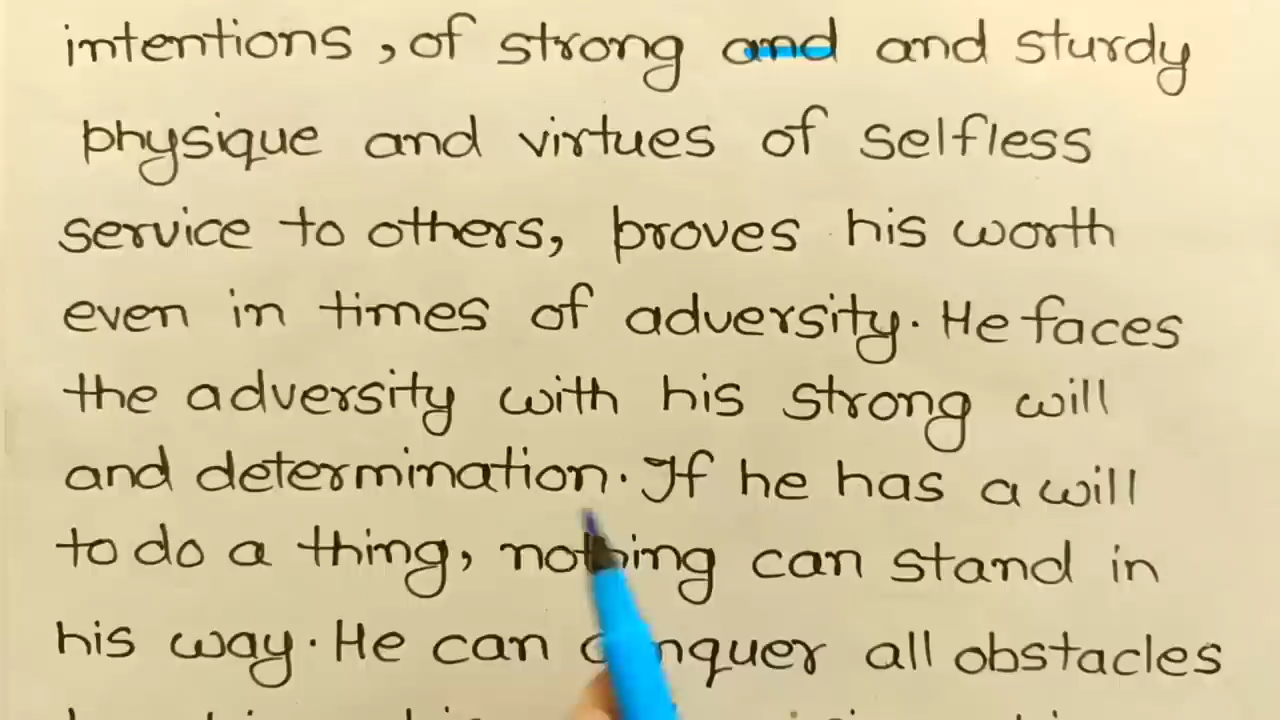 intentions, of strong and and sturdy
physique and virtues of selfless
service to others, proves his worth
even in times of adversity. He faces
the adversity with his strong will
and determination. If he has a will
to do a thing, nothing can stand in
his way. He can conquer all obstacles